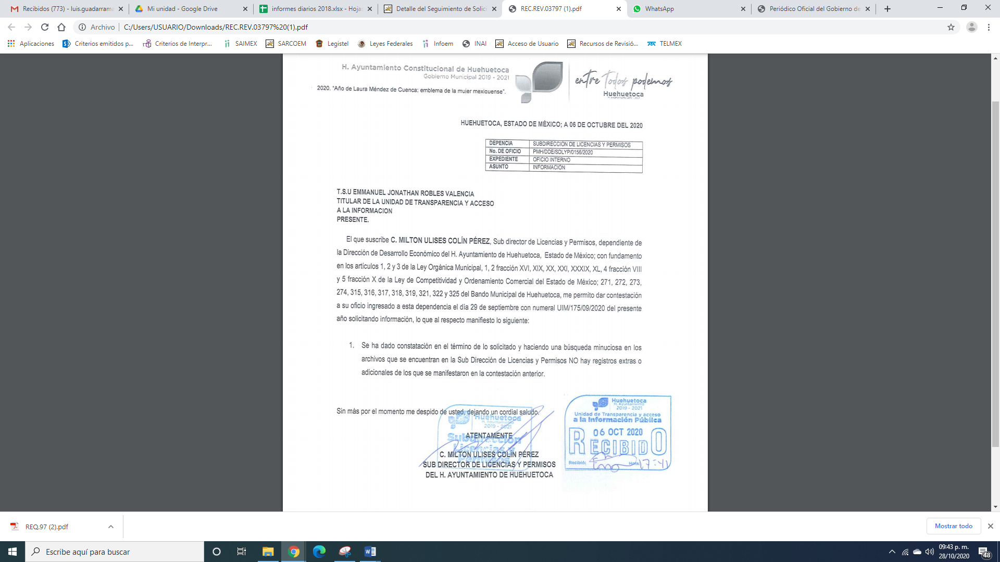 Recibidos (773) - luis.guadarrama
Mi unidad - Google Drive
informes diarios 2018.xlsx - Hoja
Detalle del Seguimiento de Solici
REC.REV.03797 (1).pdf
WhatsApp
Periódico Oficial del Gobierno de
Archivo
C:/Users/USUARIO/Downloads/REC.REV.03797%20(1).pdf
Aplicaciones
Criterios emitidos p...
Criterios de Interpr...
SAIMEX
SARCOEM
Legistel
Leyes Federales
Infoem
INAI
Acceso de Usuario
Recursos de Revisió...
TELMEX
H. Ayuntamiento Constitucional de Huehuetoca
Gobierno Municipal 2019 - 2021
2020. “Año de Laura Méndez de Cuenca; emblema de la mujer mexiquense”.
entre Todos podemos
Huehuetoca
HUEHUETOCA, ESTADO DE MÉXICO; A 06 DE OCTUBRE DEL 2020
DEPENCIA SUBDIRECCIÓN DE LICENCIAS Y PERMISOS
No. DE OFICIO PMH/DDE/SDLYP/0156/2020
EXPEDIENTE OFICIO INTERNO
ASUNTO INFORMACIÓN
T.S.U EMMANUEL JONATHAN ROBLES VALENCIA
TITULAR DE LA UNIDAD DE TRANSPARENCIA Y ACCESO
A LA INFORMACION
PRESENTE.
El que suscribe C. MILTON ULISES COLÍN PÉREZ, Sub director de Licencias y Permisos, dependiente de
la Dirección de Desarrollo Económico del H. Ayuntamiento de Huehuetoca, Estado de México; con fundamento
en los artículos 1, 2 y 3 de la Ley Orgánica Municipal, 1, 2 fracción XVI, XIX, XX, XXI, XXXIX, XL, 4 fracción VIII
y 5 fracción X de la Ley de Competitividad y Ordenamiento Comercial del Estado de México; 271, 272, 273,
274, 315, 316, 317, 318, 319, 321, 322 y 325 del Bando Municipal de Huehuetoca, me permito dar contestación
a su oficio ingresado a esta dependencia el día 29 de septiembre con numeral UIM/175/09/2020 del presente
año solicitando información, lo que al respecto manifiesto lo siguiente:
1. Se ha dado constatación en el término de lo solicitado y haciendo una búsqueda minuciosa en los
archivos que se encuentran en la Sub Dirección de Licencias y Permisos NO hay registros extras o
adicionales de los que se manifestaron en la contestación anterior.
Sin más por el momento me despido de usted, dejando un cordial saludo.
Huehuetoca
H. Ayuntamiento
2019 - 2021
Subdirección
Licencias y
Permisos
ATENTAMENTE
C. MILTON ULISES COLÍN PÉREZ
SUB DIRECTOR DE LICENCIAS Y PERMISOS
DEL H. AYUNTAMIENTO DE HUEHUETOCA
Huehuetoca
H. Ayuntamiento
2019 - 2021
Unidad de Transparencia y acceso
a la Información Pública
06 OCT 2020
RECIBIDO
Recibió:
Hora: 17:41
REQ.97 (2).pdf
Mostrar todo
Escribe aquí para buscar
09:43 p. m.
28/10/2020
48